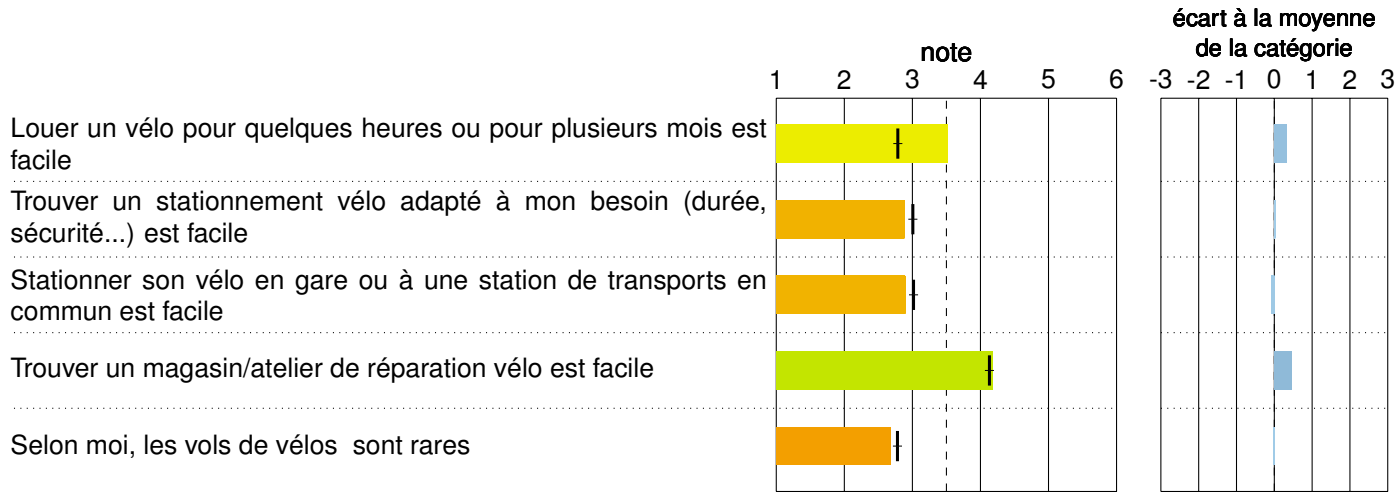 écart à la moyenne
note de la catégorie
1 2 3 4 5 6 -3 -2 -1 0 1 2 3
Louer un vélo pour quelques heures ou pour plusieurs mois est
facile
Trouver un stationnement vélo adapté à mon besoin (durée,
sécurité...) est facile
Stationner son vélo en gare ou à une station de transports en
commun est facile
Trouver un magasin/atelier de réparation vélo est facile
Selon moi, les vols de vélos sont rares